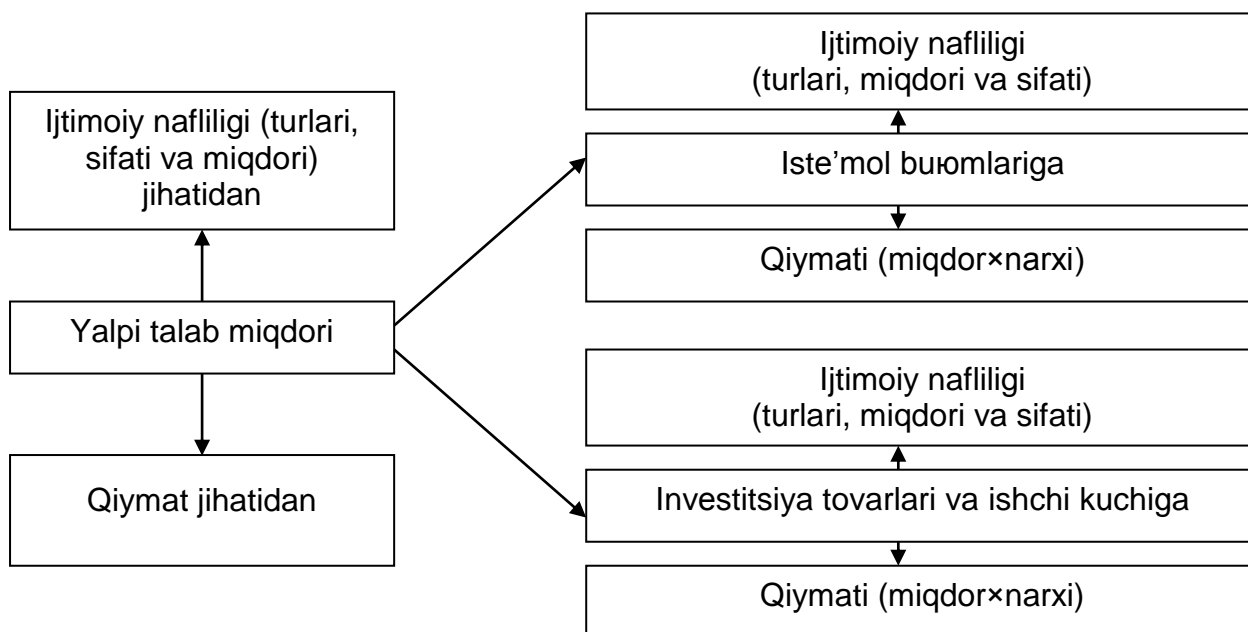 Ijtimoiy nafliligi (turlari,
sifati va miqdori)
jihatidan
Yalpi talab miqdori
Qiymat jihatidan
Ijtimoiy nafliligi
(turlari, miqdori va sifati)
Iste’mol buюmlariga
Qiymati (miqdor×narxi)
Ijtimoiy nafliligi
(turlari, miqdori va sifati)
Investitsiya tovarlari va ishchi kuchiga
Qiymati (miqdor×narxi)